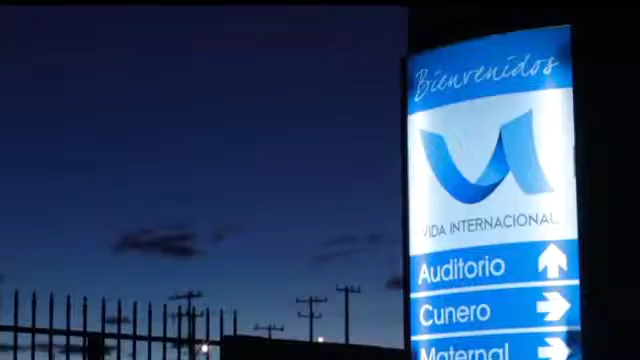 Bienvenidos
VIDA INTERNACIONAL
Auditorio
Cunero
Maternal